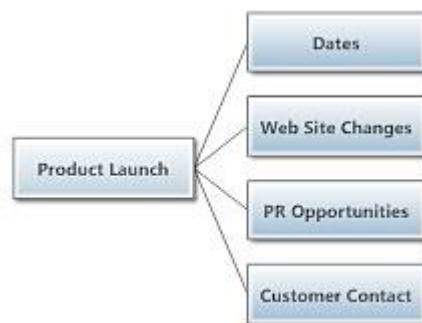 Dates
Web Site Changes
Product Launch
PR Opportunities
Customer Contact